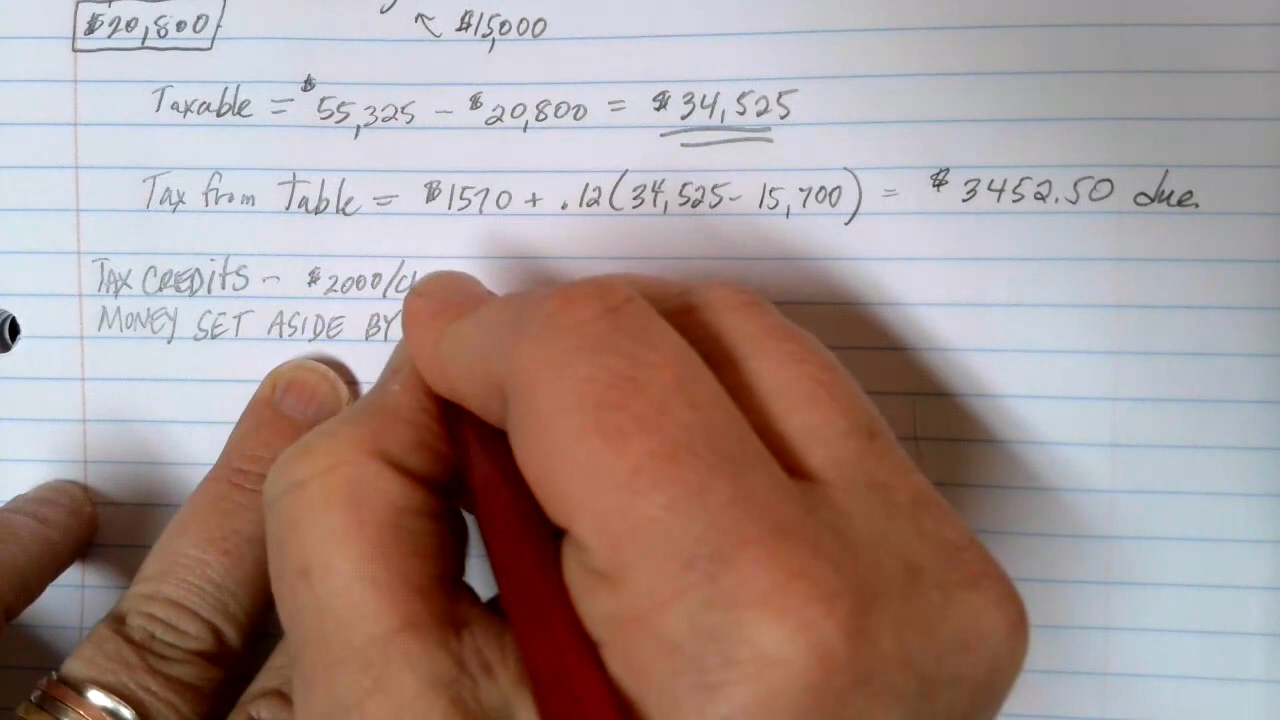 $20,800
↖ $15,000
Taxable = $55,325 - $20,800 = $34,525
Tax from Table = $1570 + .12(34,525 - 15,700) = $3452.50 due.
TAX CREDITS - $2000/
MONEY SET ASIDE BY